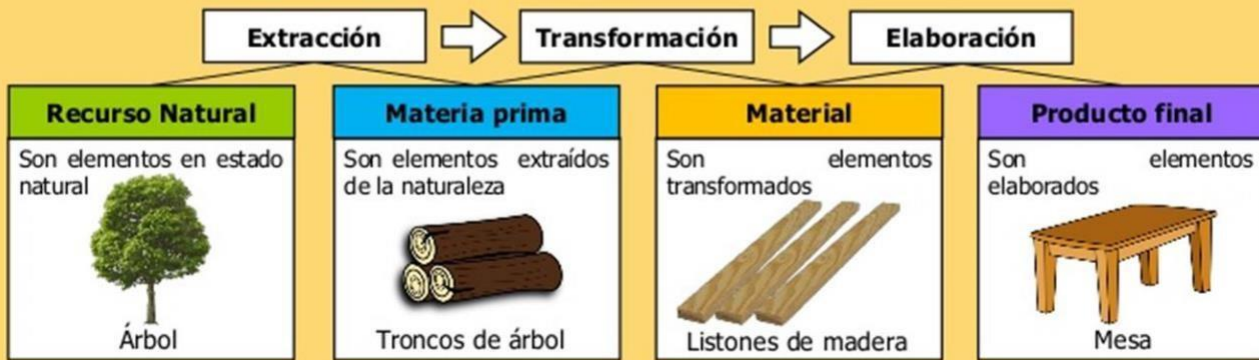 Extracción
Transformación
Elaboración
Recurso Natural
Son elementos en estado
natural
Árbol
Materia prima
Son elementos extraídos
de la naturaleza
Troncos de árbol
Material
Son elementos
transformados
Listones de madera
Producto final
Son elementos
elaborados
Mesa